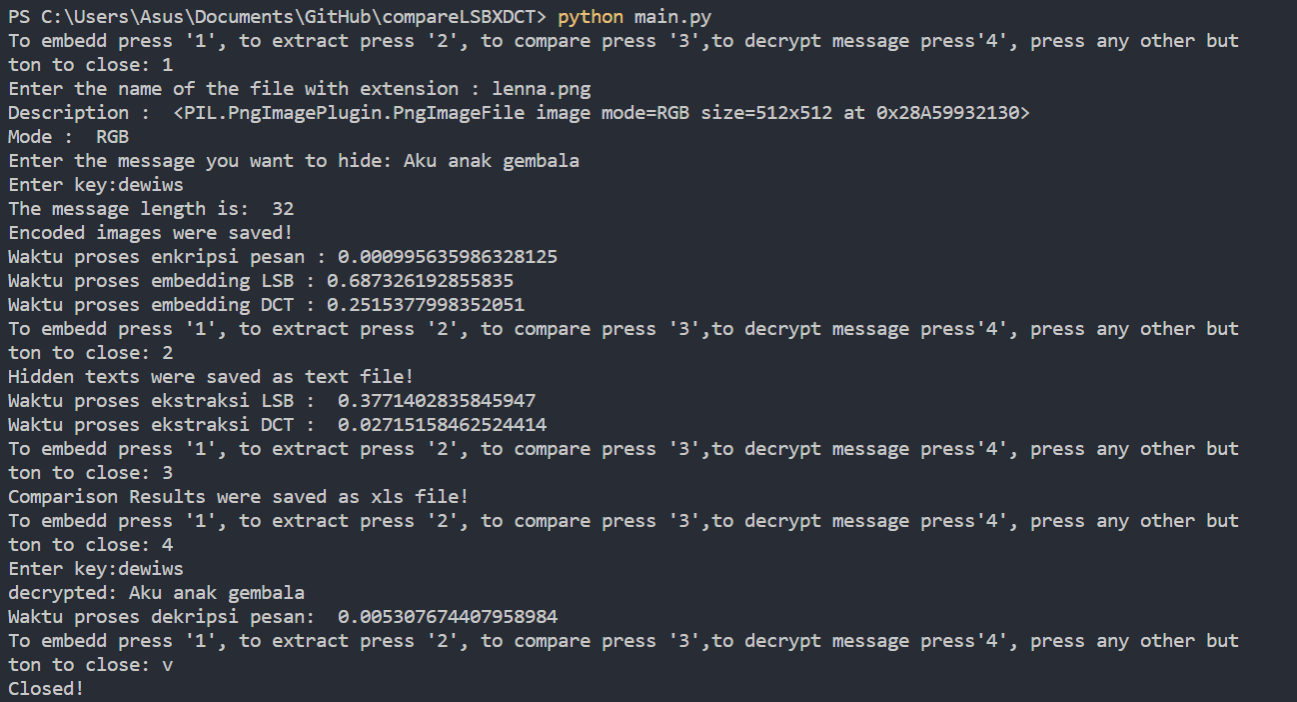 PS C:\Users\Asus\Documents\GitHub\compareLSBXDCT> python main.py
To embedd press '1', to extract press '2', to compare press '3',to decrypt message press'4', press any other but
ton to close: 1
Enter the name of the file with extension : lenna.png
Description :  <PIL.PngImagePlugin.PngImageFile image mode=RGB size=512x512 at 0x28A59932130>
Mode :  RGB
Enter the message you want to hide: Aku anak gembala
Enter key:dewiws
The message length is:  32
Encoded images were saved!
Waktu proses enkripsi pesan : 0.000995635986328125
Waktu proses embedding LSB : 0.687326192855835
Waktu proses embedding DCT : 0.2515377998352051
To embedd press '1', to extract press '2', to compare press '3',to decrypt message press'4', press any other but
ton to close: 2
Hidden texts were saved as text file!
Waktu proses ekstraksi LSB :  0.3771402835845947
Waktu proses ekstraksi DCT :  0.02715158462524414
To embedd press '1', to extract press '2', to compare press '3',to decrypt message press'4', press any other but
ton to close: 3
Comparison Results were saved as xls file!
To embedd press '1', to extract press '2', to compare press '3',to decrypt message press'4', press any other but
ton to close: 4
Enter key:dewiws
decrypted: Aku anak gembala
Waktu proses dekripsi pesan:  0.005307674407958984
To embedd press '1', to extract press '2', to compare press '3',to decrypt message press'4', press any other but
ton to close: v
Closed!